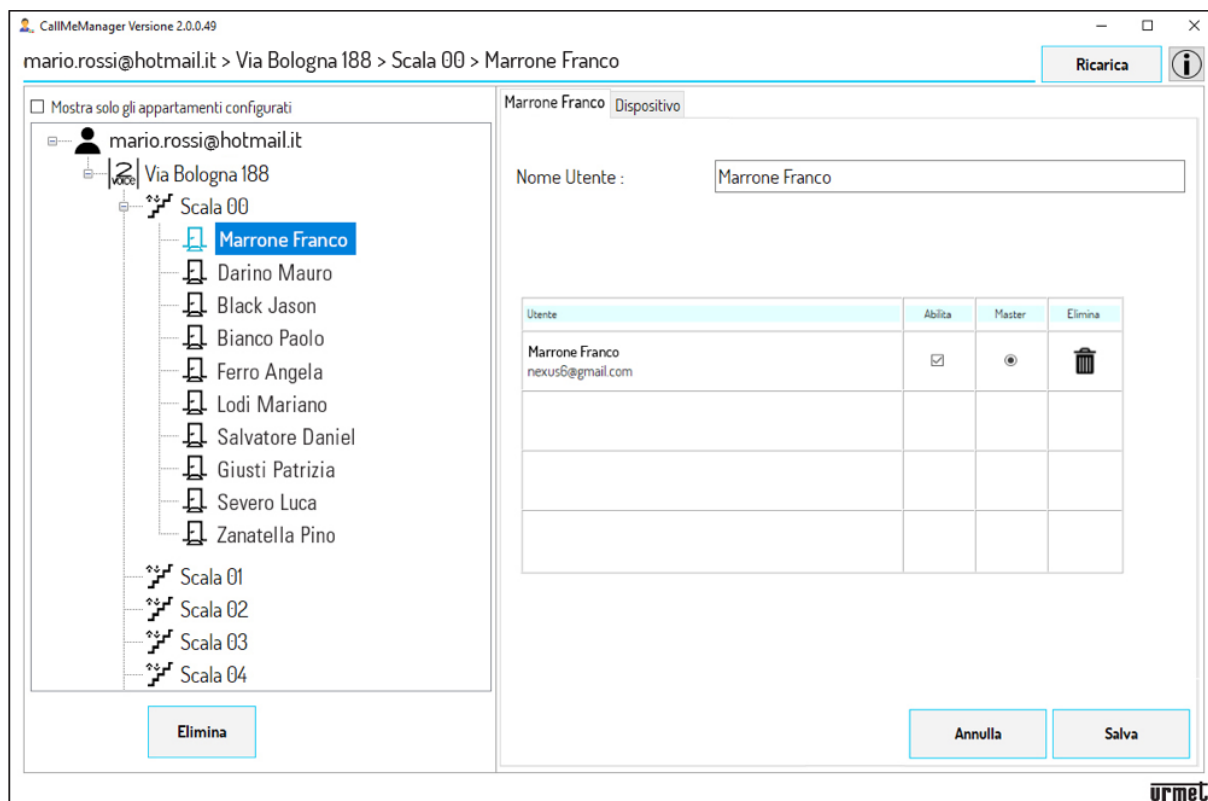 CallMeManager Versione 2.0.0.49
mario.rossi@hotmail.it > Via Bologna 188 > Scala 00 > Marrone Franco
Ricarica
i
Mostra solo gli appartamenti configurati
mario.rossi@hotmail.it
2 VOICE Via Bologna 188
Scala 00
Marrone Franco
Darino Mauro
Black Jason
Bianco Paolo
Ferro Angela
Lodi Mariano
Salvatore Daniel
Giusti Patrizia
Severo Luca
Zanatella Pino
Scala 01
Scala 02
Scala 03
Scala 04
Elimina
Marrone Franco Dispositivo
Nome Utente : Marrone Franco
Utente Abilita Master Elimina
Marrone Franco
nexus6@gmail.com
Annulla Salva
urmet